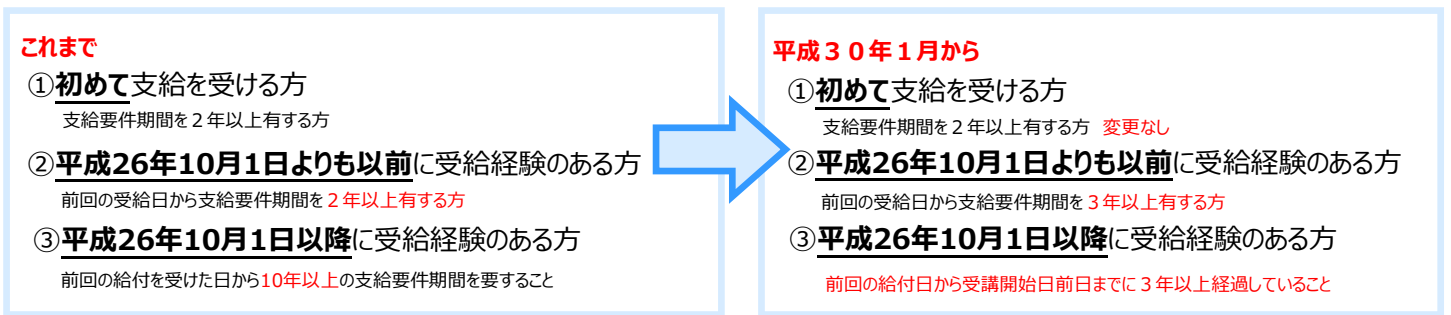 これまで
①初めて支給を受ける方
支給要件期間を２年以上有する方
②平成26年10月1日よりも以前に受給経験のある方
前回の受給日から支給要件期間を２年以上有する方
③平成26年10月1日以降に受給経験のある方
前回の給付を受けた日から10年以上の支給要件期間を要すること
平成３０年１月から
①初めて支給を受ける方
支給要件期間を２年以上有する方　変更なし
②平成26年10月1日よりも以前に受給経験のある方
前回の受給日から支給要件期間を３年以上有する方
③平成26年10月1日以降に受給経験のある方
前回の給付日から受講開始日前日までに３年以上経過していること